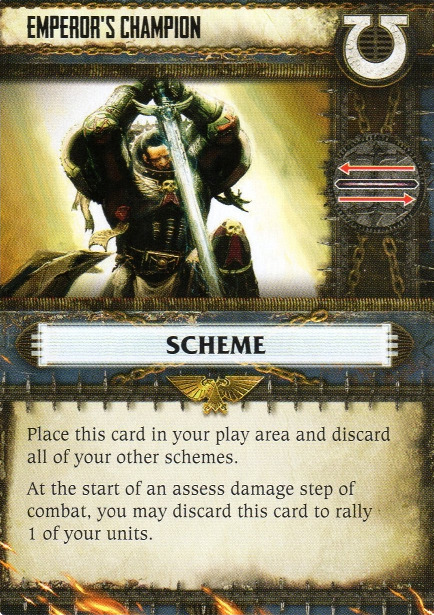 EMPEROR'S CHAMPION
SCHEME
Place this card in your play area and discard
all of your other schemes.
At the start of an assess damage step of
combat, you may discard this card to rally
1 of your units.